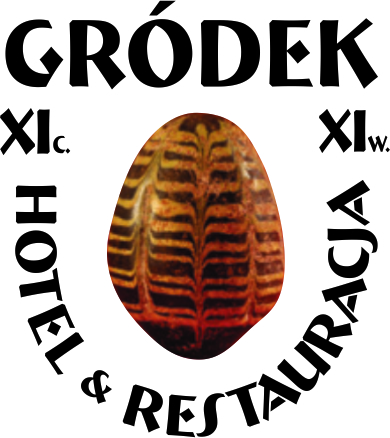 GRÓDEK
XI C. XI W.
HOTEL & RESTAURACJA